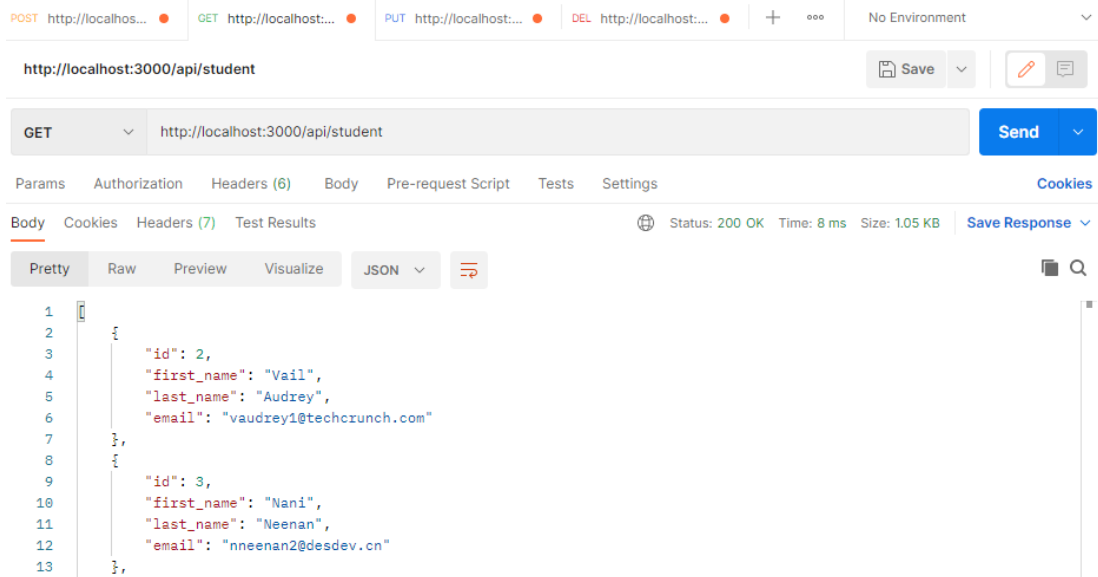 POST http://localhos... GET http://localhost:... PUT http://localhost:... DEL http://localhost:... + ooo No Environment
http://localhost:3000/api/student Save
GET http://localhost:3000/api/student Send
Params Authorization Headers (6) Body Pre-request Script Tests Settings Cookies
Body Cookies Headers (7) Test Results Status: 200 OK Time: 8 ms Size: 1.05 KB Save Response
Pretty Raw Preview Visualize JSON
1 [
2 {
3 "id": 2,
4 "first_name": "Vail",
5 "last_name": "Audrey",
6 "email": "vaudrey1@techcrunch.com"
7 },
8 {
9 "id": 3,
10 "first_name": "Nani",
11 "last_name": "Neenan",
12 "email": "nneenan2@desdev.cn"
13 },